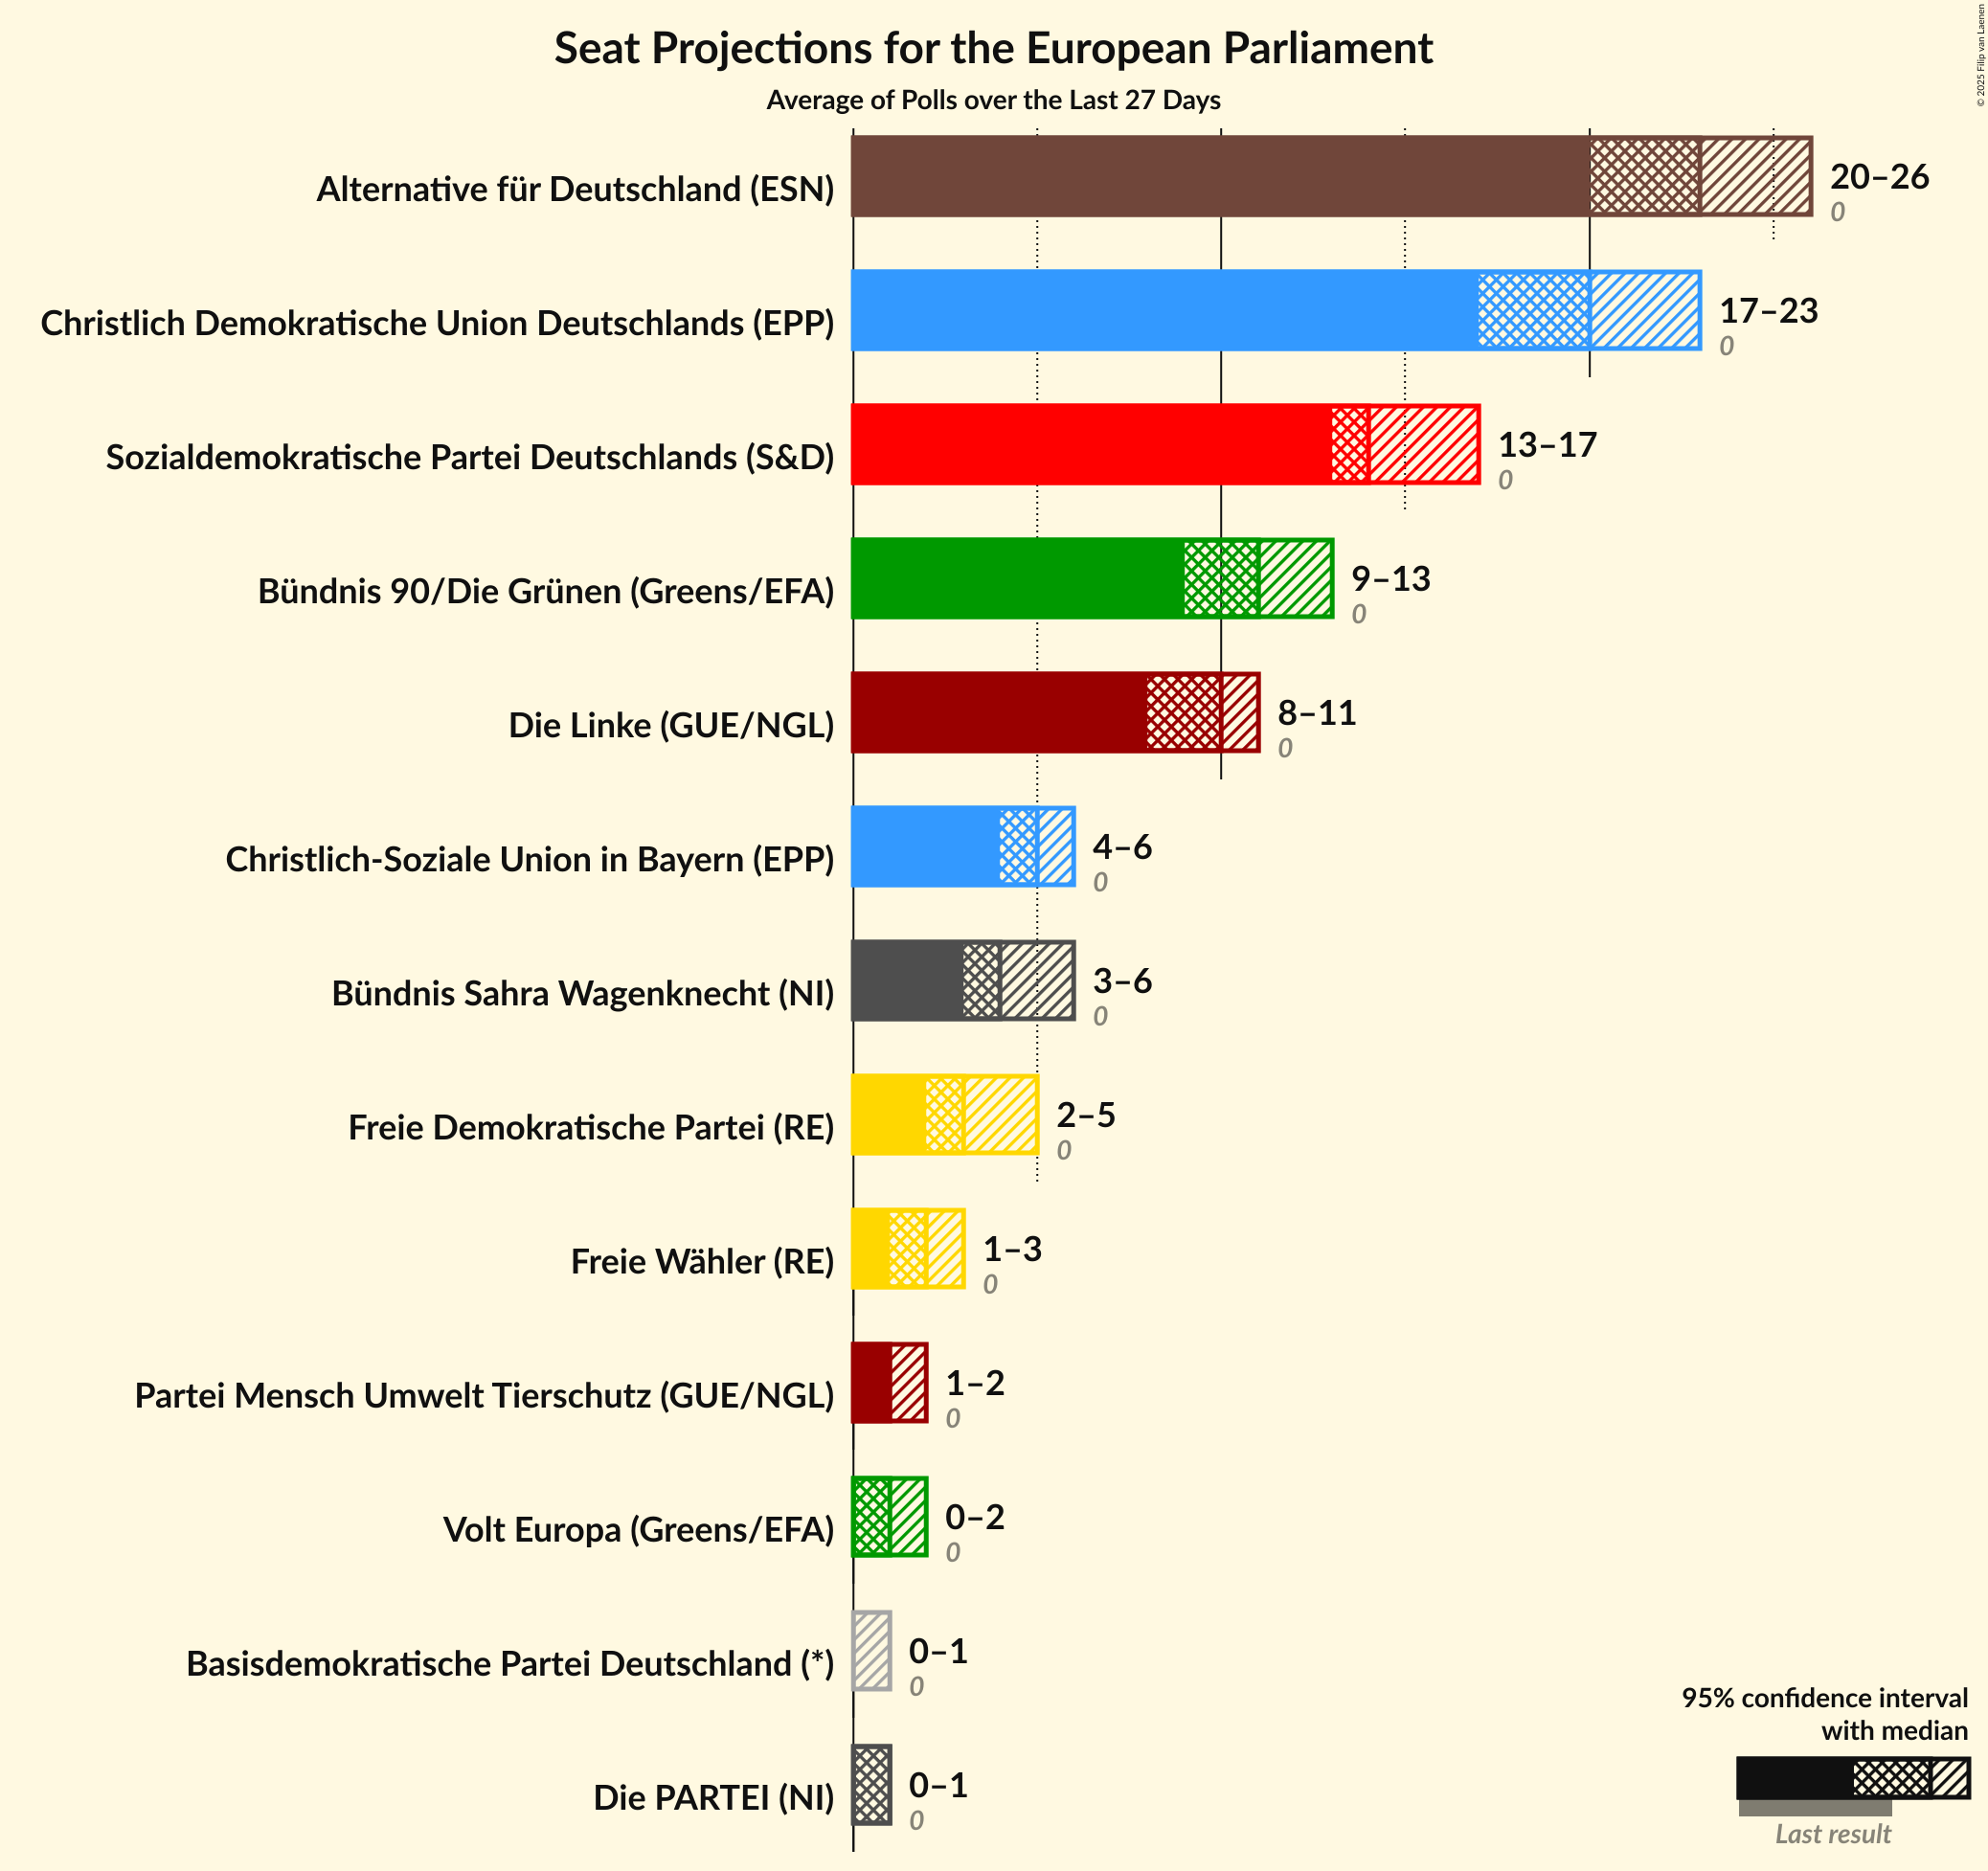 Seat Projections for the European Parliament
Average of Polls over the Last 27 Days
© 2025 Filip van Laenen
Alternative für Deutschland (ESN)
20–26
0
Christlich Demokratische Union Deutschlands (EPP)
17–23
0
Sozialdemokratische Partei Deutschlands (S&D)
13–17
0
Bündnis 90/Die Grünen (Greens/EFA)
9–13
0
Die Linke (GUE/NGL)
8–11
0
Christlich-Soziale Union in Bayern (EPP)
4–6
0
Bündnis Sahra Wagenknecht (NI)
3–6
0
Freie Demokratische Partei (RE)
2–5
0
Freie Wähler (RE)
1–3
0
Partei Mensch Umwelt Tierschutz (GUE/NGL)
1–2
0
Volt Europa (Greens/EFA)
0–2
0
Basisdemokratische Partei Deutschland (*)
0–1
0
Die PARTEI (NI)
0–1
0
95% confidence interval
with median
Last result